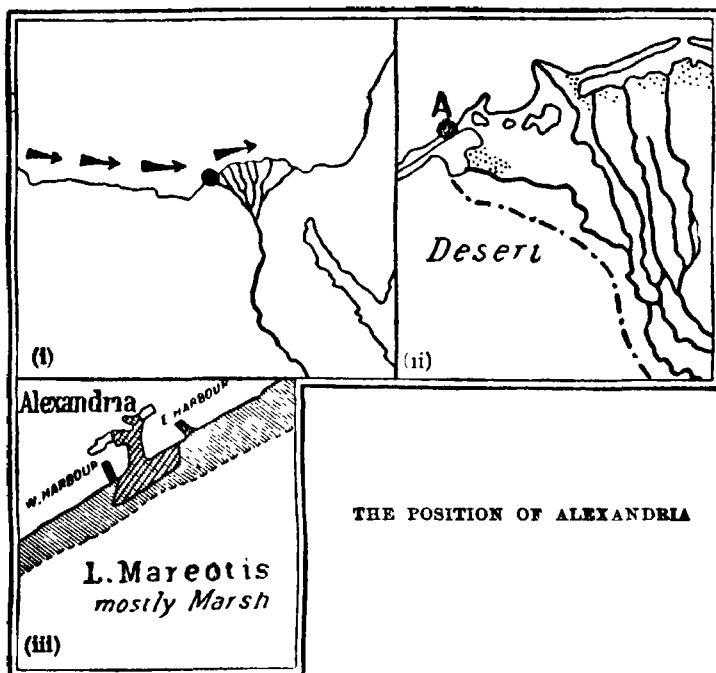 (i)
A
Desert
(ii)
Alexandria
E. HARBOUR
W. HARBOUR
L. Mareotis
mostly Marsh
(iii)
THE POSITION OF ALEXANDRIA